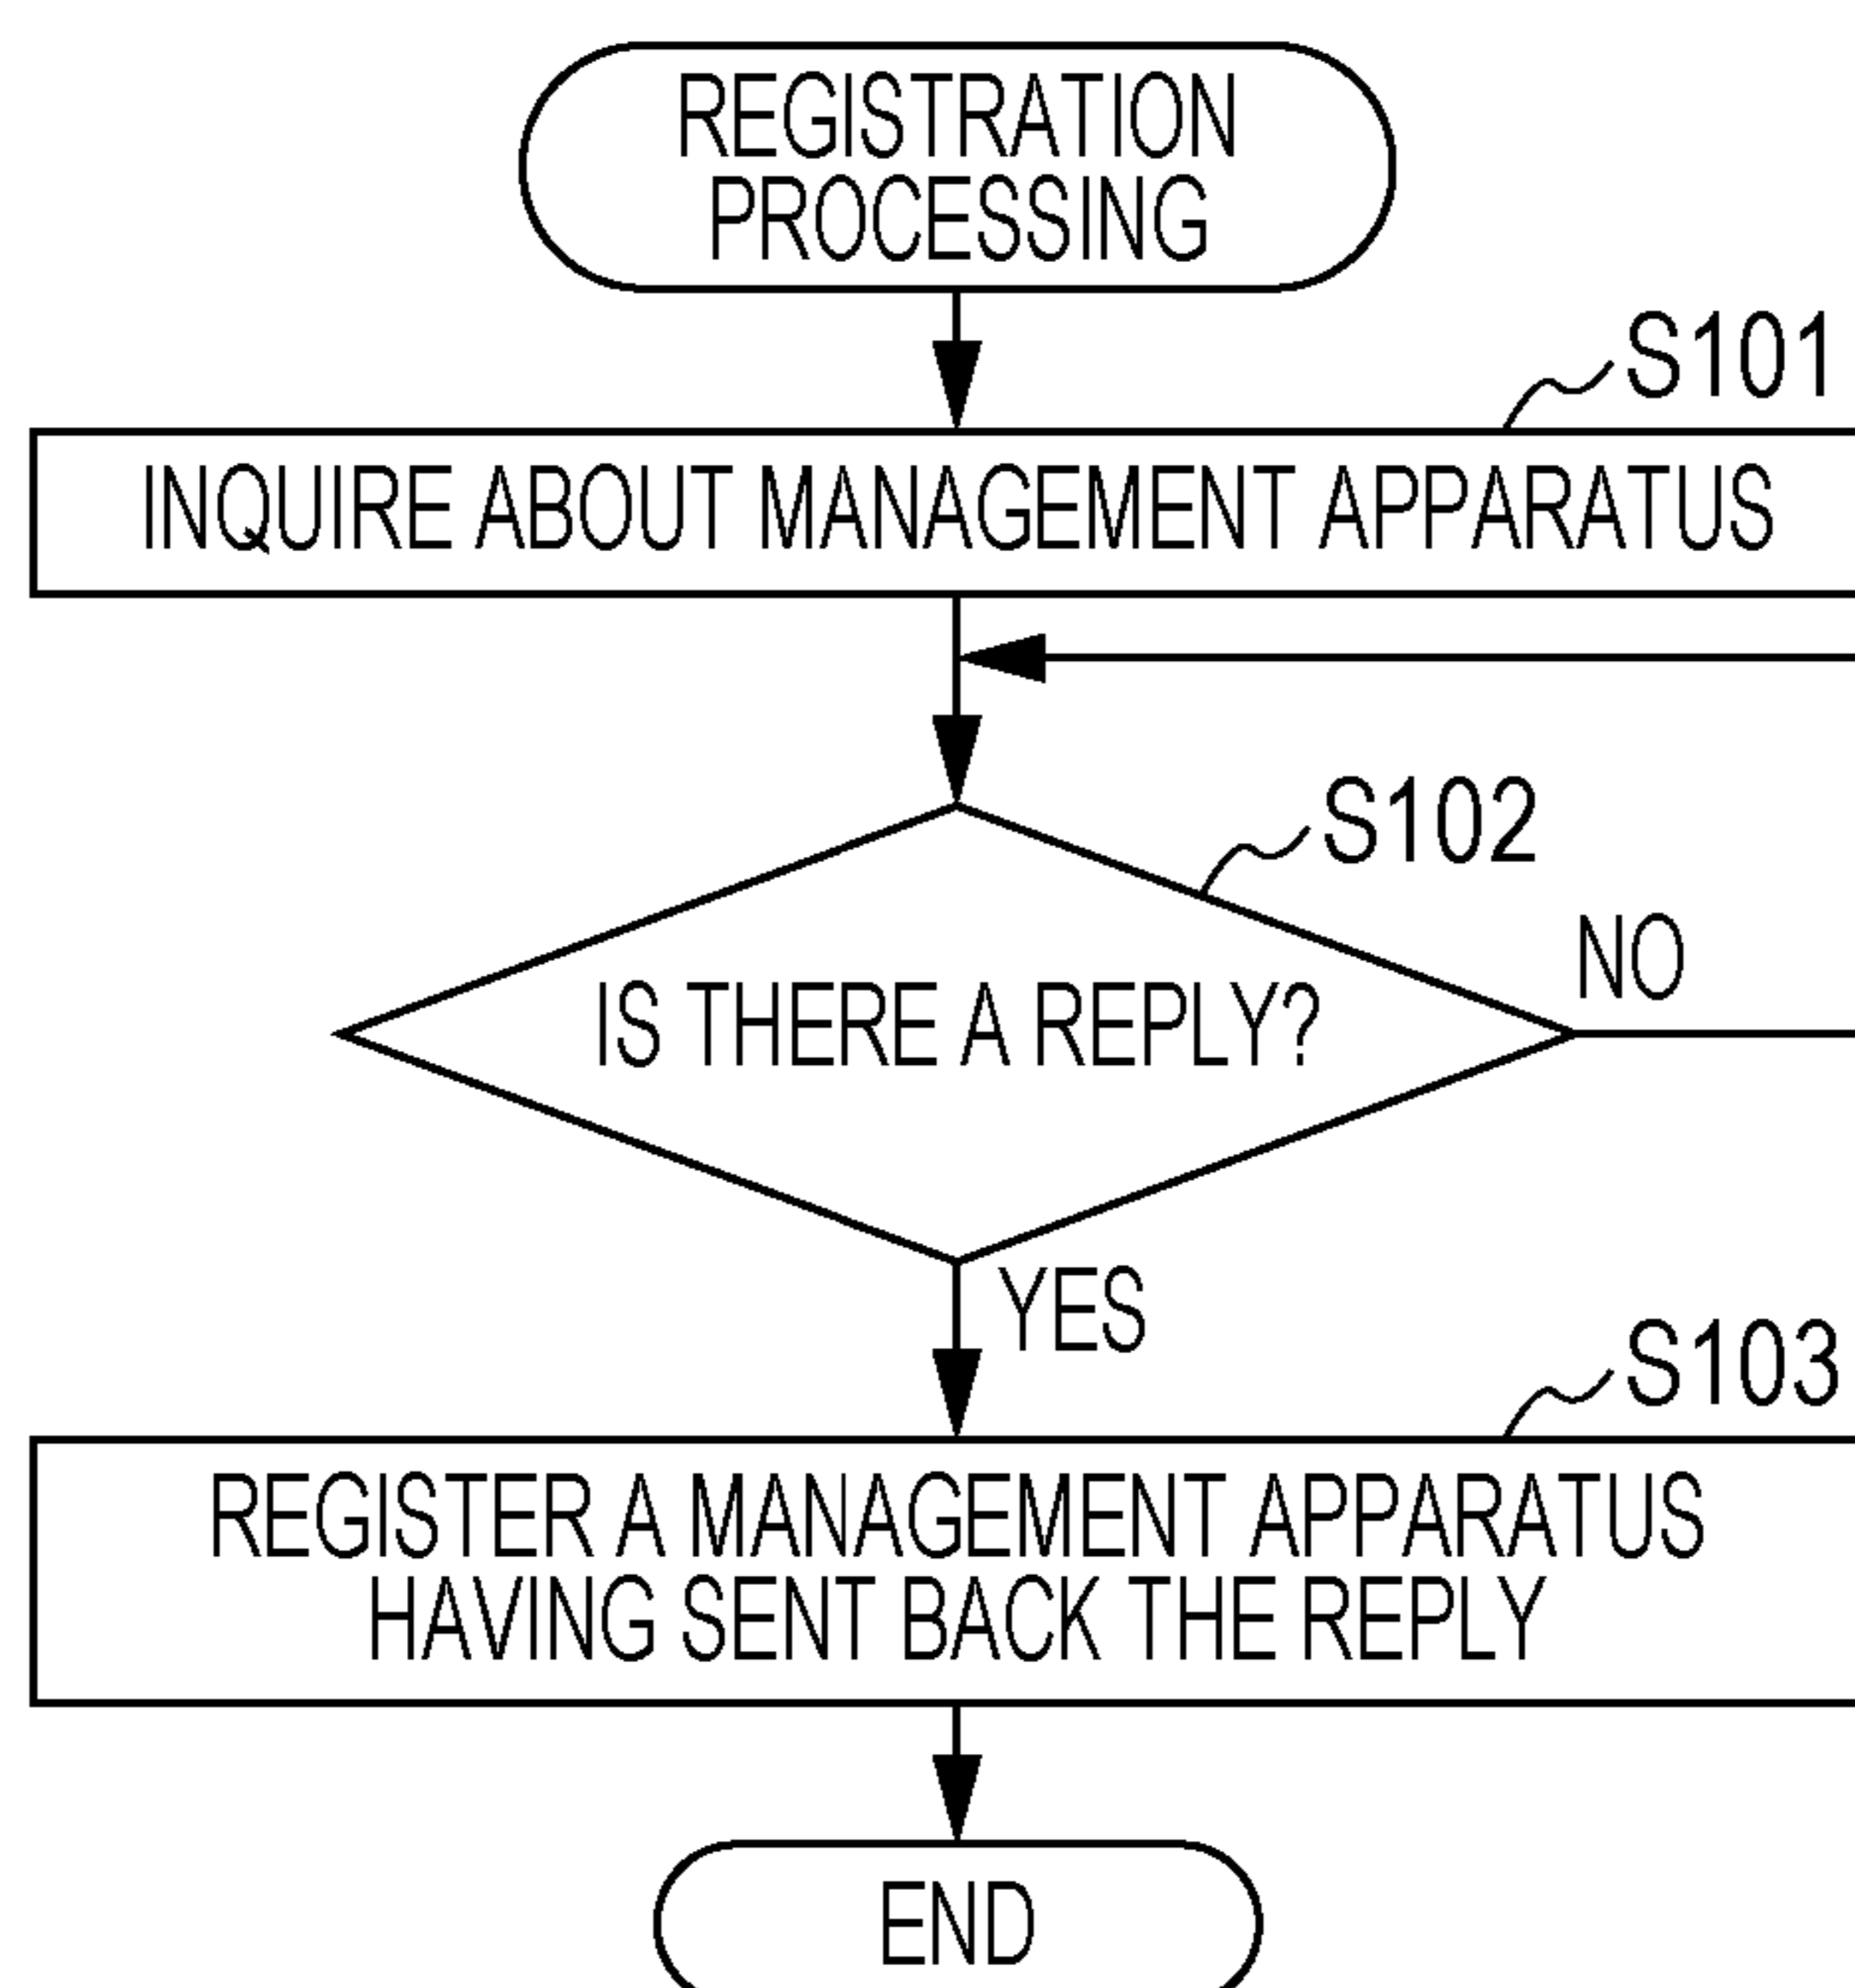 REGISTRATION
PROCESSING
S101
INQUIRE ABOUT MANAGEMENT APPARATUS
S102
NO
IS THERE A REPLY?
YES
S103
REGISTER A MANAGEMENT APPARATUS
HAVING SENT BACK THE REPLY
END